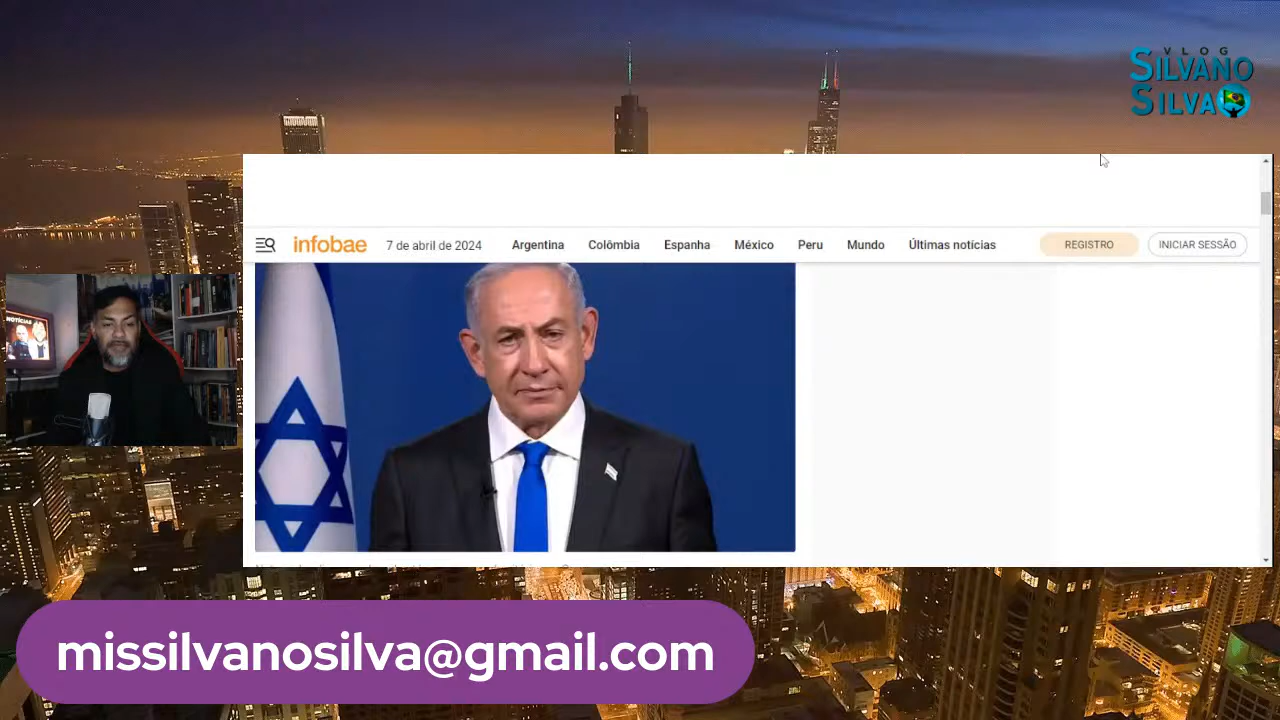 VLOG
SILVANO
SILVA
infobae 7 de abril de 2024 Argentina Colômbia Espanha México Peru Mundo Últimas notícias REGISTRO INICIAR SESSÃO
NOTÍCIAS
missilvanosilva@gmail.com